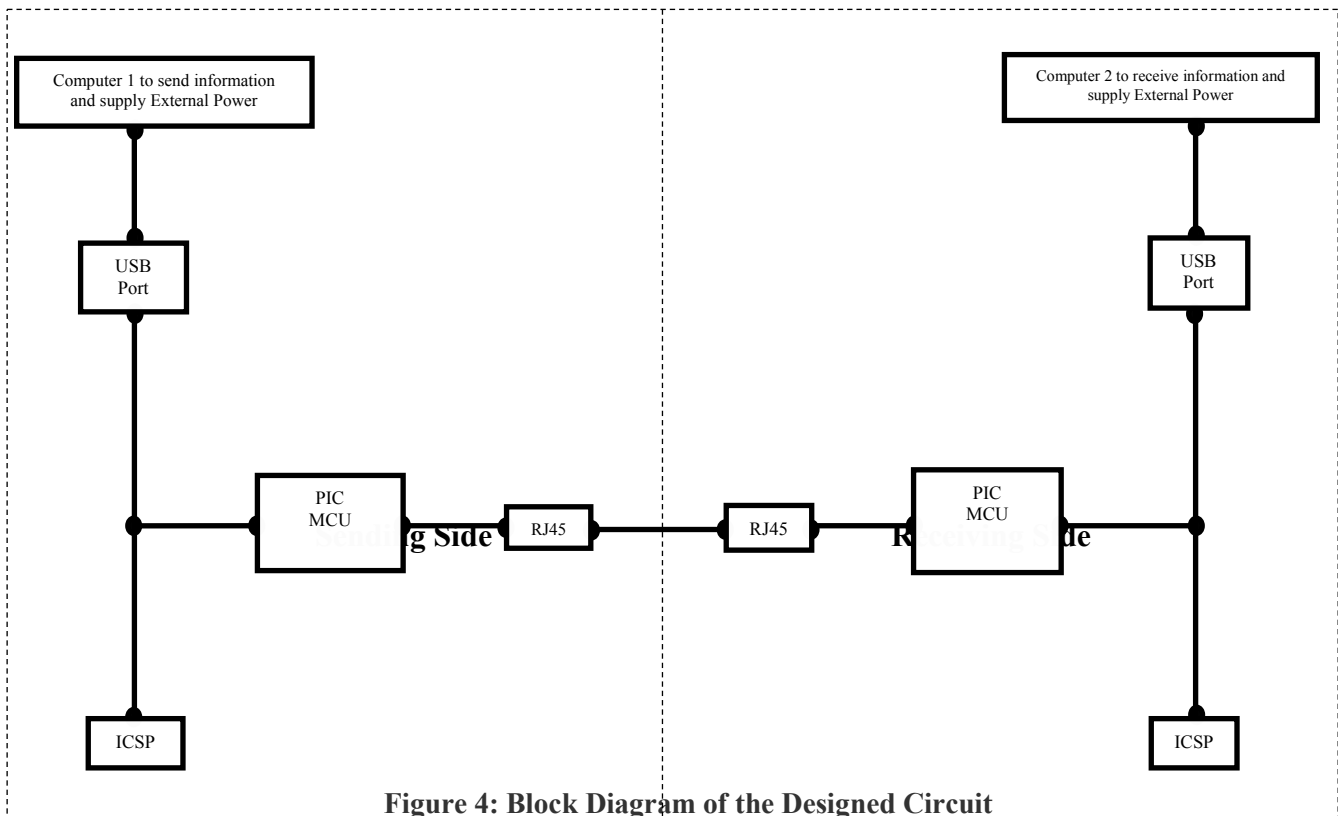 Computer 1 to send information
and supply External Power
Computer 2 to receive information and
supply External Power
USB
Port
USB
Port
PIC
MCU
Sending Side
RJ45
RJ45
PIC
MCU
Receiving Side
ICSP
ICSP
Figure 4: Block Diagram of the Designed Circuit